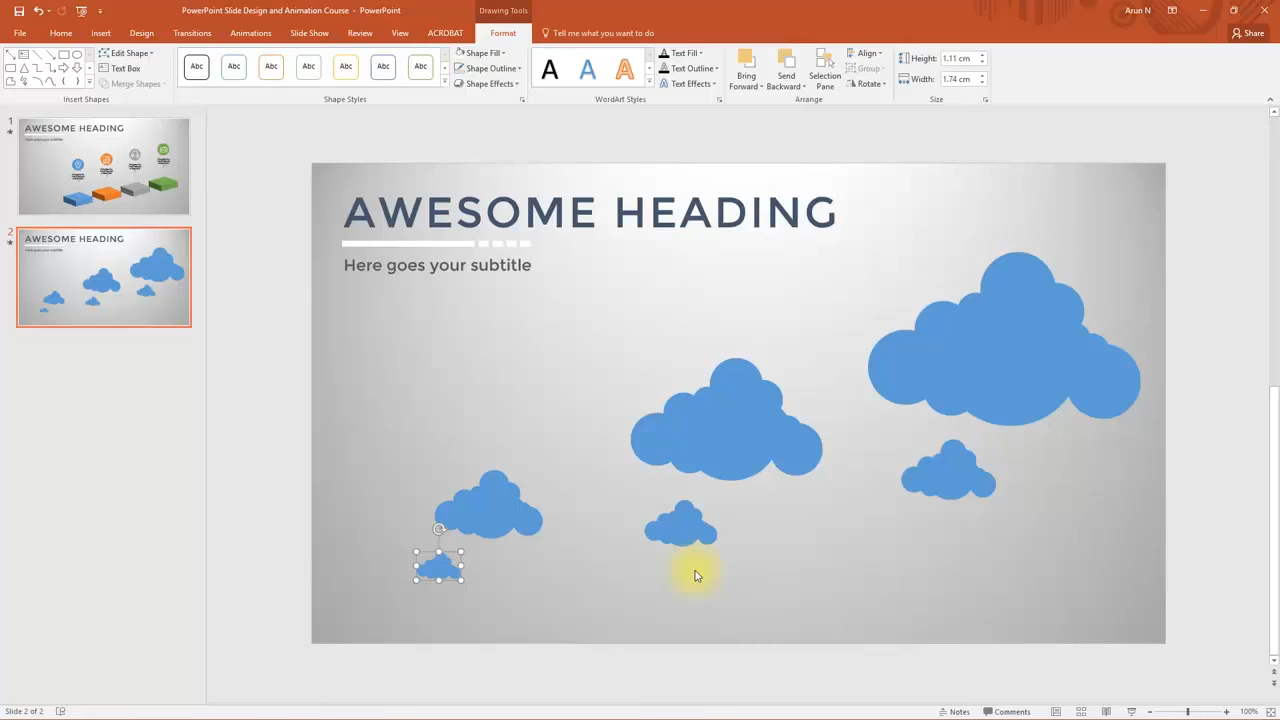 PowerPoint Slide Design and Animation Course - PowerPoint
Drawing Tools
Arun N
File Home Insert Design Transitions Animations Slide Show Review View ACROBAT Format Tell me what you want to do Share
Edit Shape
Text Box
Merge Shapes
Insert Shapes
Abc Abc Abc Abc Abc Abc Abc
Shape Fill
Shape Outline
Shape Effects
Shape Styles
A A A
Text Fill
Text Outline
Text Effects
WordArt Styles
Bring Forward
Send Backward
Selection Pane
Align
Group
Rotate
Arrange
Height: 1.11 cm
Width: 1.74 cm
Size
1
AWESOME HEADING
2
AWESOME HEADING
AWESOME HEADING
Here goes your subtitle
Slide 2 of 2
Notes
Comments
100%